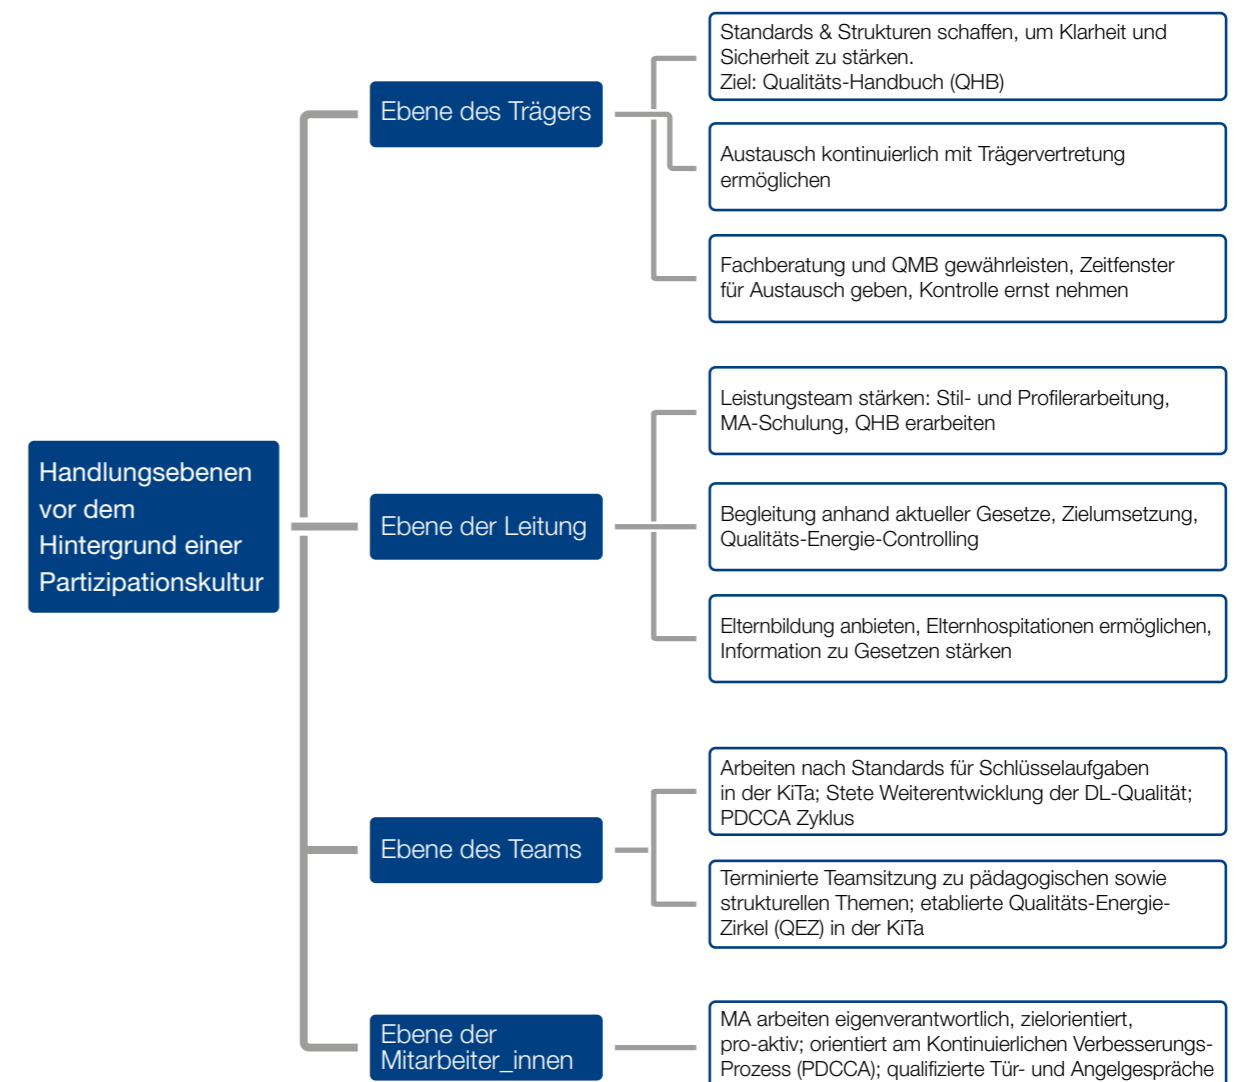 Handlungsebenen
vor dem
Hintergrund einer
Partizipationskultur
Ebene des Trägers
Standards & Strukturen schaffen, um Klarheit und
Sicherheit zu stärken.
Ziel: Qualitäts-Handbuch (QHB)
Austausch kontinuierlich mit Trägervertretung
ermöglichen
Fachberatung und QMB gewährleisten, Zeitfenster
für Austausch geben, Kontrolle ernst nehmen
Ebene der Leitung
Leistungsteam stärken: Stil- und Profilerarbeitung,
MA-Schulung, QHB erarbeiten
Begleitung anhand aktueller Gesetze, Zielumsetzung,
Qualitäts-Energie-Controlling
Elternbildung anbieten, Elternhospitationen ermöglichen,
Information zu Gesetzen stärken
Ebene des Teams
Arbeiten nach Standards für Schlüsselaufgaben
in der KiTa; Stete Weiterentwicklung der DL-Qualität;
PDCCA Zyklus
Terminierte Teamsitzung zu pädagogischen sowie
strukturellen Themen; etablierte Qualitäts-Energie-
Zirkel (QEZ) in der KiTa
Ebene der
Mitarbeiter_innen
MA arbeiten eigenverantwortlich, zielorientiert,
pro-aktiv; orientiert am Kontinuierlichen Verbesserungs-
Prozess (PDCCA); qualifizierte Tür- und Angelgespräche